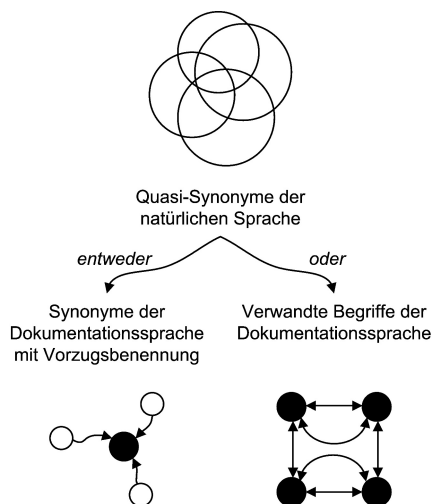 Quasi-Synonyme der
natürlichen Sprache
entweder
oder
Synonyme der
Dokumentationssprache
mit Vorzugsbenennung
Verwandte Begriffe der
Dokumentationssprache